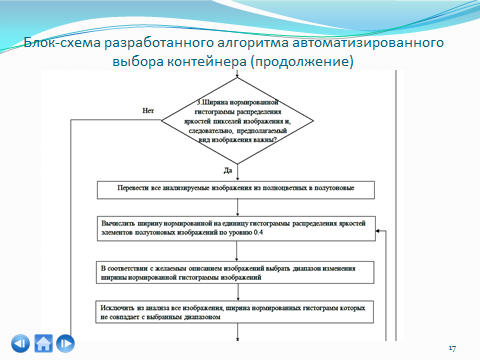 Блок-схема разработанного алгоритма автоматизированного
выбора контейнера (продолжение)
3.Ширина нормированной
гистограммы распределения
яркостей пикселей изображения и,
следовательно, предполагаемый
вид изображения важны?
Нет
Да
Перевести все анализируемые изображения из полноцветных в полутоновые
Вычислить ширину нормированной на единицу гистограммы распределения яркостей
элементов полутоновых изображений по уровню 0.4
В соответствии с желаемым описанием изображений выбрать диапазон изменения
ширины нормированной гистограммы изображений
Исключить из анализа все изображения, ширина нормированных гистограмм которых
не совпадает с выбранным диапазоном
17